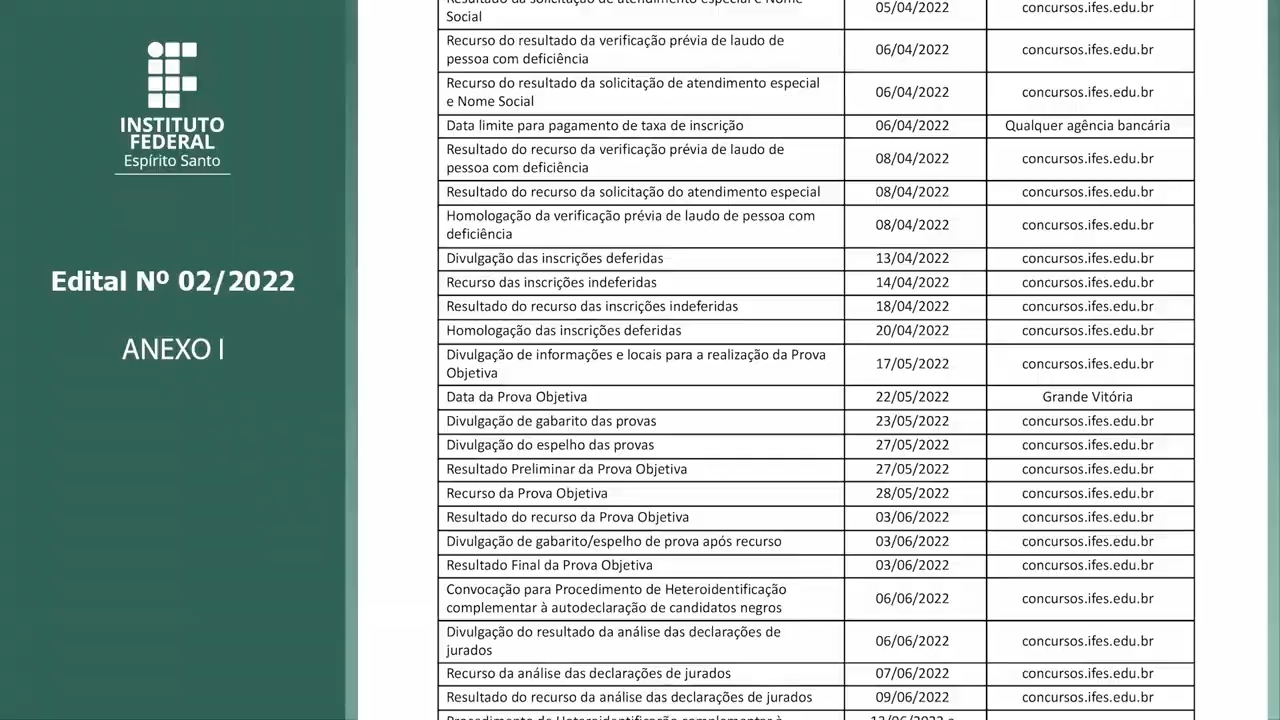 INSTITUTO
FEDERAL
Espírito Santo
Edital Nº 02/2022
ANEXO I
Resultado da solicitação de atendimento especial e Nome
Social 05/04/2022 concursos.ifes.edu.br
Recurso do resultado da verificação prévia de laudo de
pessoa com deficiência 06/04/2022 concursos.ifes.edu.br
Recurso do resultado da solicitação de atendimento especial
e Nome Social 06/04/2022 concursos.ifes.edu.br
Data limite para pagamento de taxa de inscrição 06/04/2022 Qualquer agência bancária
Resultado do recurso da verificação prévia de laudo de
pessoa com deficiência 08/04/2022 concursos.ifes.edu.br
Resultado do recurso da solicitação do atendimento especial 08/04/2022 concursos.ifes.edu.br
Homologação da verificação prévia de laudo de pessoa com
deficiência 08/04/2022 concursos.ifes.edu.br
Divulgação das inscrições deferidas 13/04/2022 concursos.ifes.edu.br
Recurso das inscrições indeferidas 14/04/2022 concursos.ifes.edu.br
Resultado do recurso das inscrições indeferidas 18/04/2022 concursos.ifes.edu.br
Homologação das inscrições deferidas 20/04/2022 concursos.ifes.edu.br
Divulgação de informações e locais para a realização da Prova
Objetiva 17/05/2022 concursos.ifes.edu.br
Data da Prova Objetiva 22/05/2022 Grande Vitória
Divulgação de gabarito das provas 23/05/2022 concursos.ifes.edu.br
Divulgação do espelho das provas 27/05/2022 concursos.ifes.edu.br
Resultado Preliminar da Prova Objetiva 27/05/2022 concursos.ifes.edu.br
Recurso da Prova Objetiva 28/05/2022 concursos.ifes.edu.br
Resultado do recurso da Prova Objetiva 03/06/2022 concursos.ifes.edu.br
Divulgação de gabarito/espelho de prova após recurso 03/06/2022 concursos.ifes.edu.br
Resultado Final da Prova Objetiva 03/06/2022 concursos.ifes.edu.br
Convocação para Procedimento de Heteroidentificação
complementar à autodeclaração de candidatos negros 06/06/2022 concursos.ifes.edu.br
Divulgação do resultado da análise das declarações de
jurados 06/06/2022 concursos.ifes.edu.br
Recurso da análise das declarações de jurados 07/06/2022 concursos.ifes.edu.br
Resultado do recurso da análise das declarações de jurados 09/06/2022 concursos.ifes.edu.br
Procedimento de Heteroidentificação complementar à